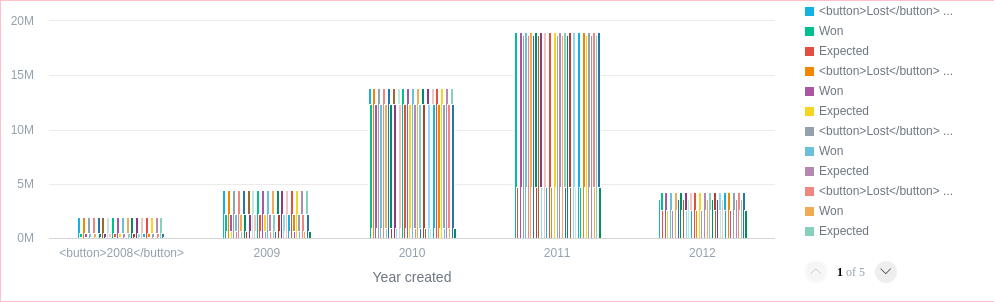 20M
15M
10M
5M
0M
<button>2008</button>
2009
2010
2011
2012
Year created
<button>Lost</button> ...
Won
Expected
<button>Lost</button> ...
Won
Expected
<button>Lost</button> ...
Won
Expected
<button>Lost</button> ...
Won
Expected
1 of 5